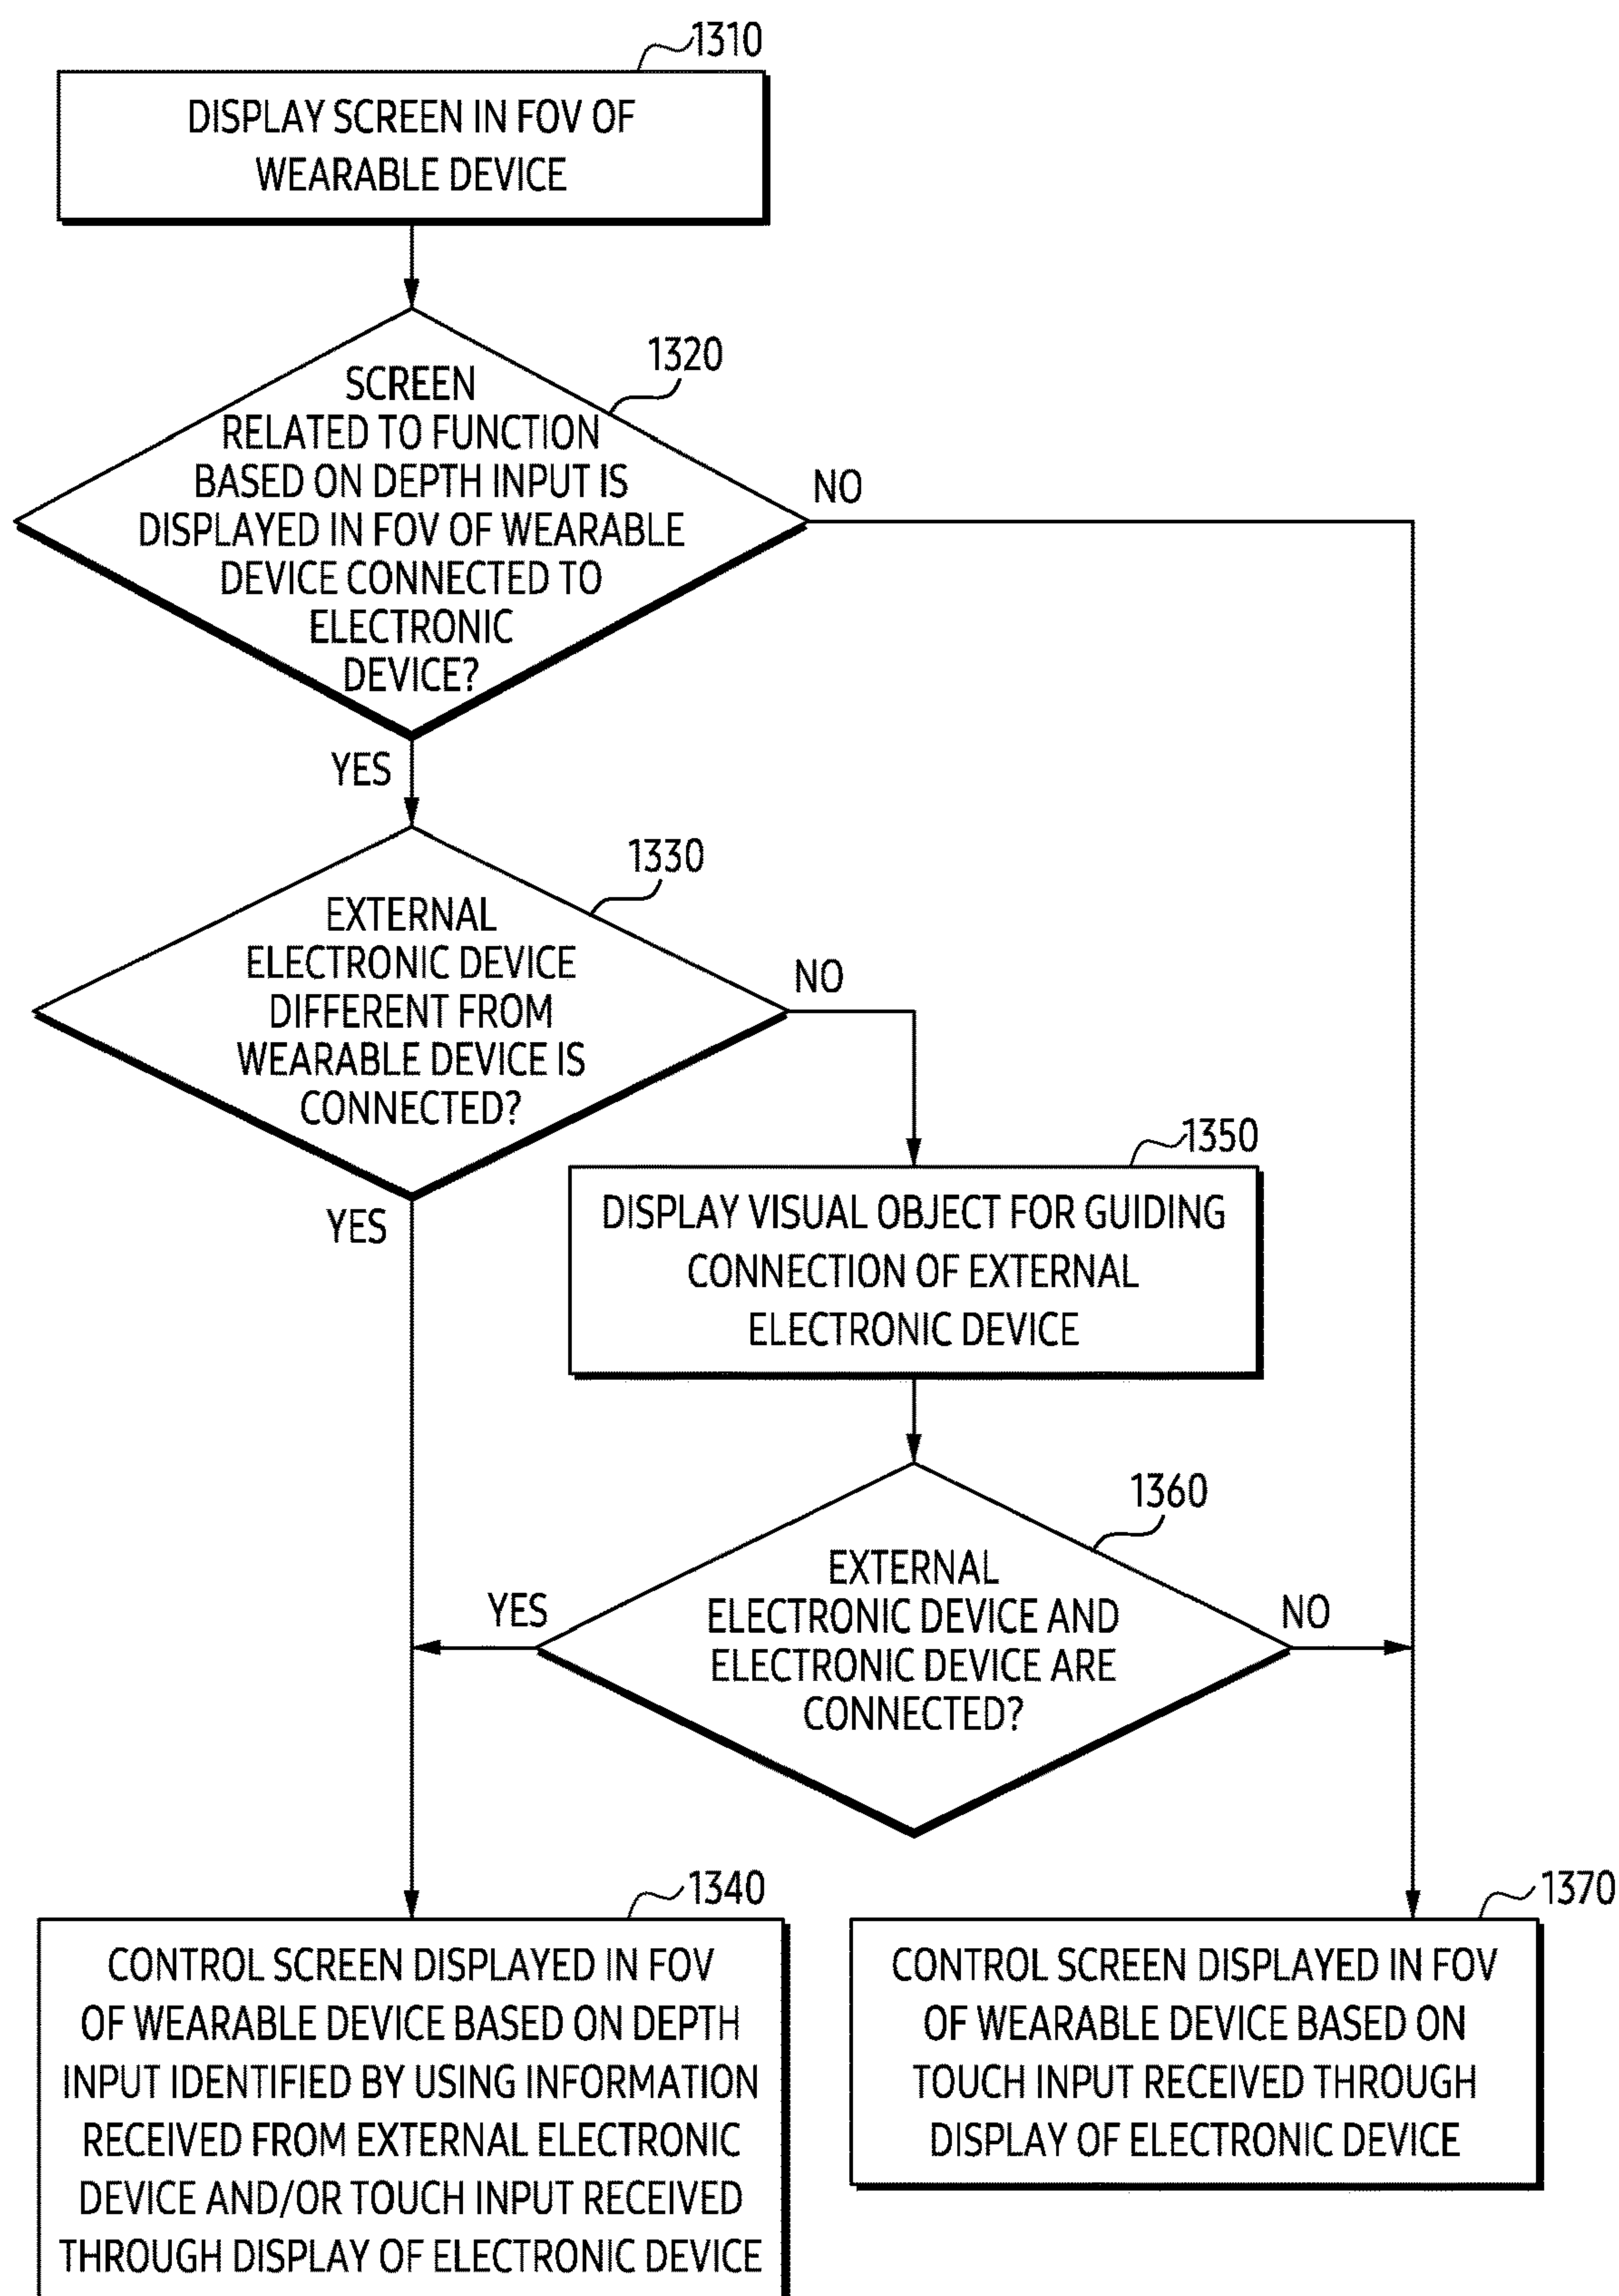 1310
DISPLAY SCREEN IN FOV OF
WEARABLE DEVICE
1320
SCREEN
RELATED TO FUNCTION
BASED ON DEPTH INPUT IS
DISPLAYED IN FOV OF WEARABLE
DEVICE CONNECTED TO
ELECTRONIC
DEVICE?
NO
YES
1330
EXTERNAL
ELECTRONIC DEVICE
DIFFERENT FROM
WEARABLE DEVICE IS
CONNECTED?
NO
YES
1350
DISPLAY VISUAL OBJECT FOR GUIDING
CONNECTION OF EXTERNAL
ELECTRONIC DEVICE
1360
EXTERNAL
ELECTRONIC DEVICE AND
ELECTRONIC DEVICE ARE
CONNECTED?
YES
NO
1340
CONTROL SCREEN DISPLAYED IN FOV
OF WEARABLE DEVICE BASED ON DEPTH
INPUT IDENTIFIED BY USING INFORMATION
RECEIVED FROM EXTERNAL ELECTRONIC
DEVICE AND/OR TOUCH INPUT RECEIVED
THROUGH DISPLAY OF ELECTRONIC DEVICE
1370
CONTROL SCREEN DISPLAYED IN FOV
OF WEARABLE DEVICE BASED ON
TOUCH INPUT RECEIVED THROUGH
DISPLAY OF ELECTRONIC DEVICE